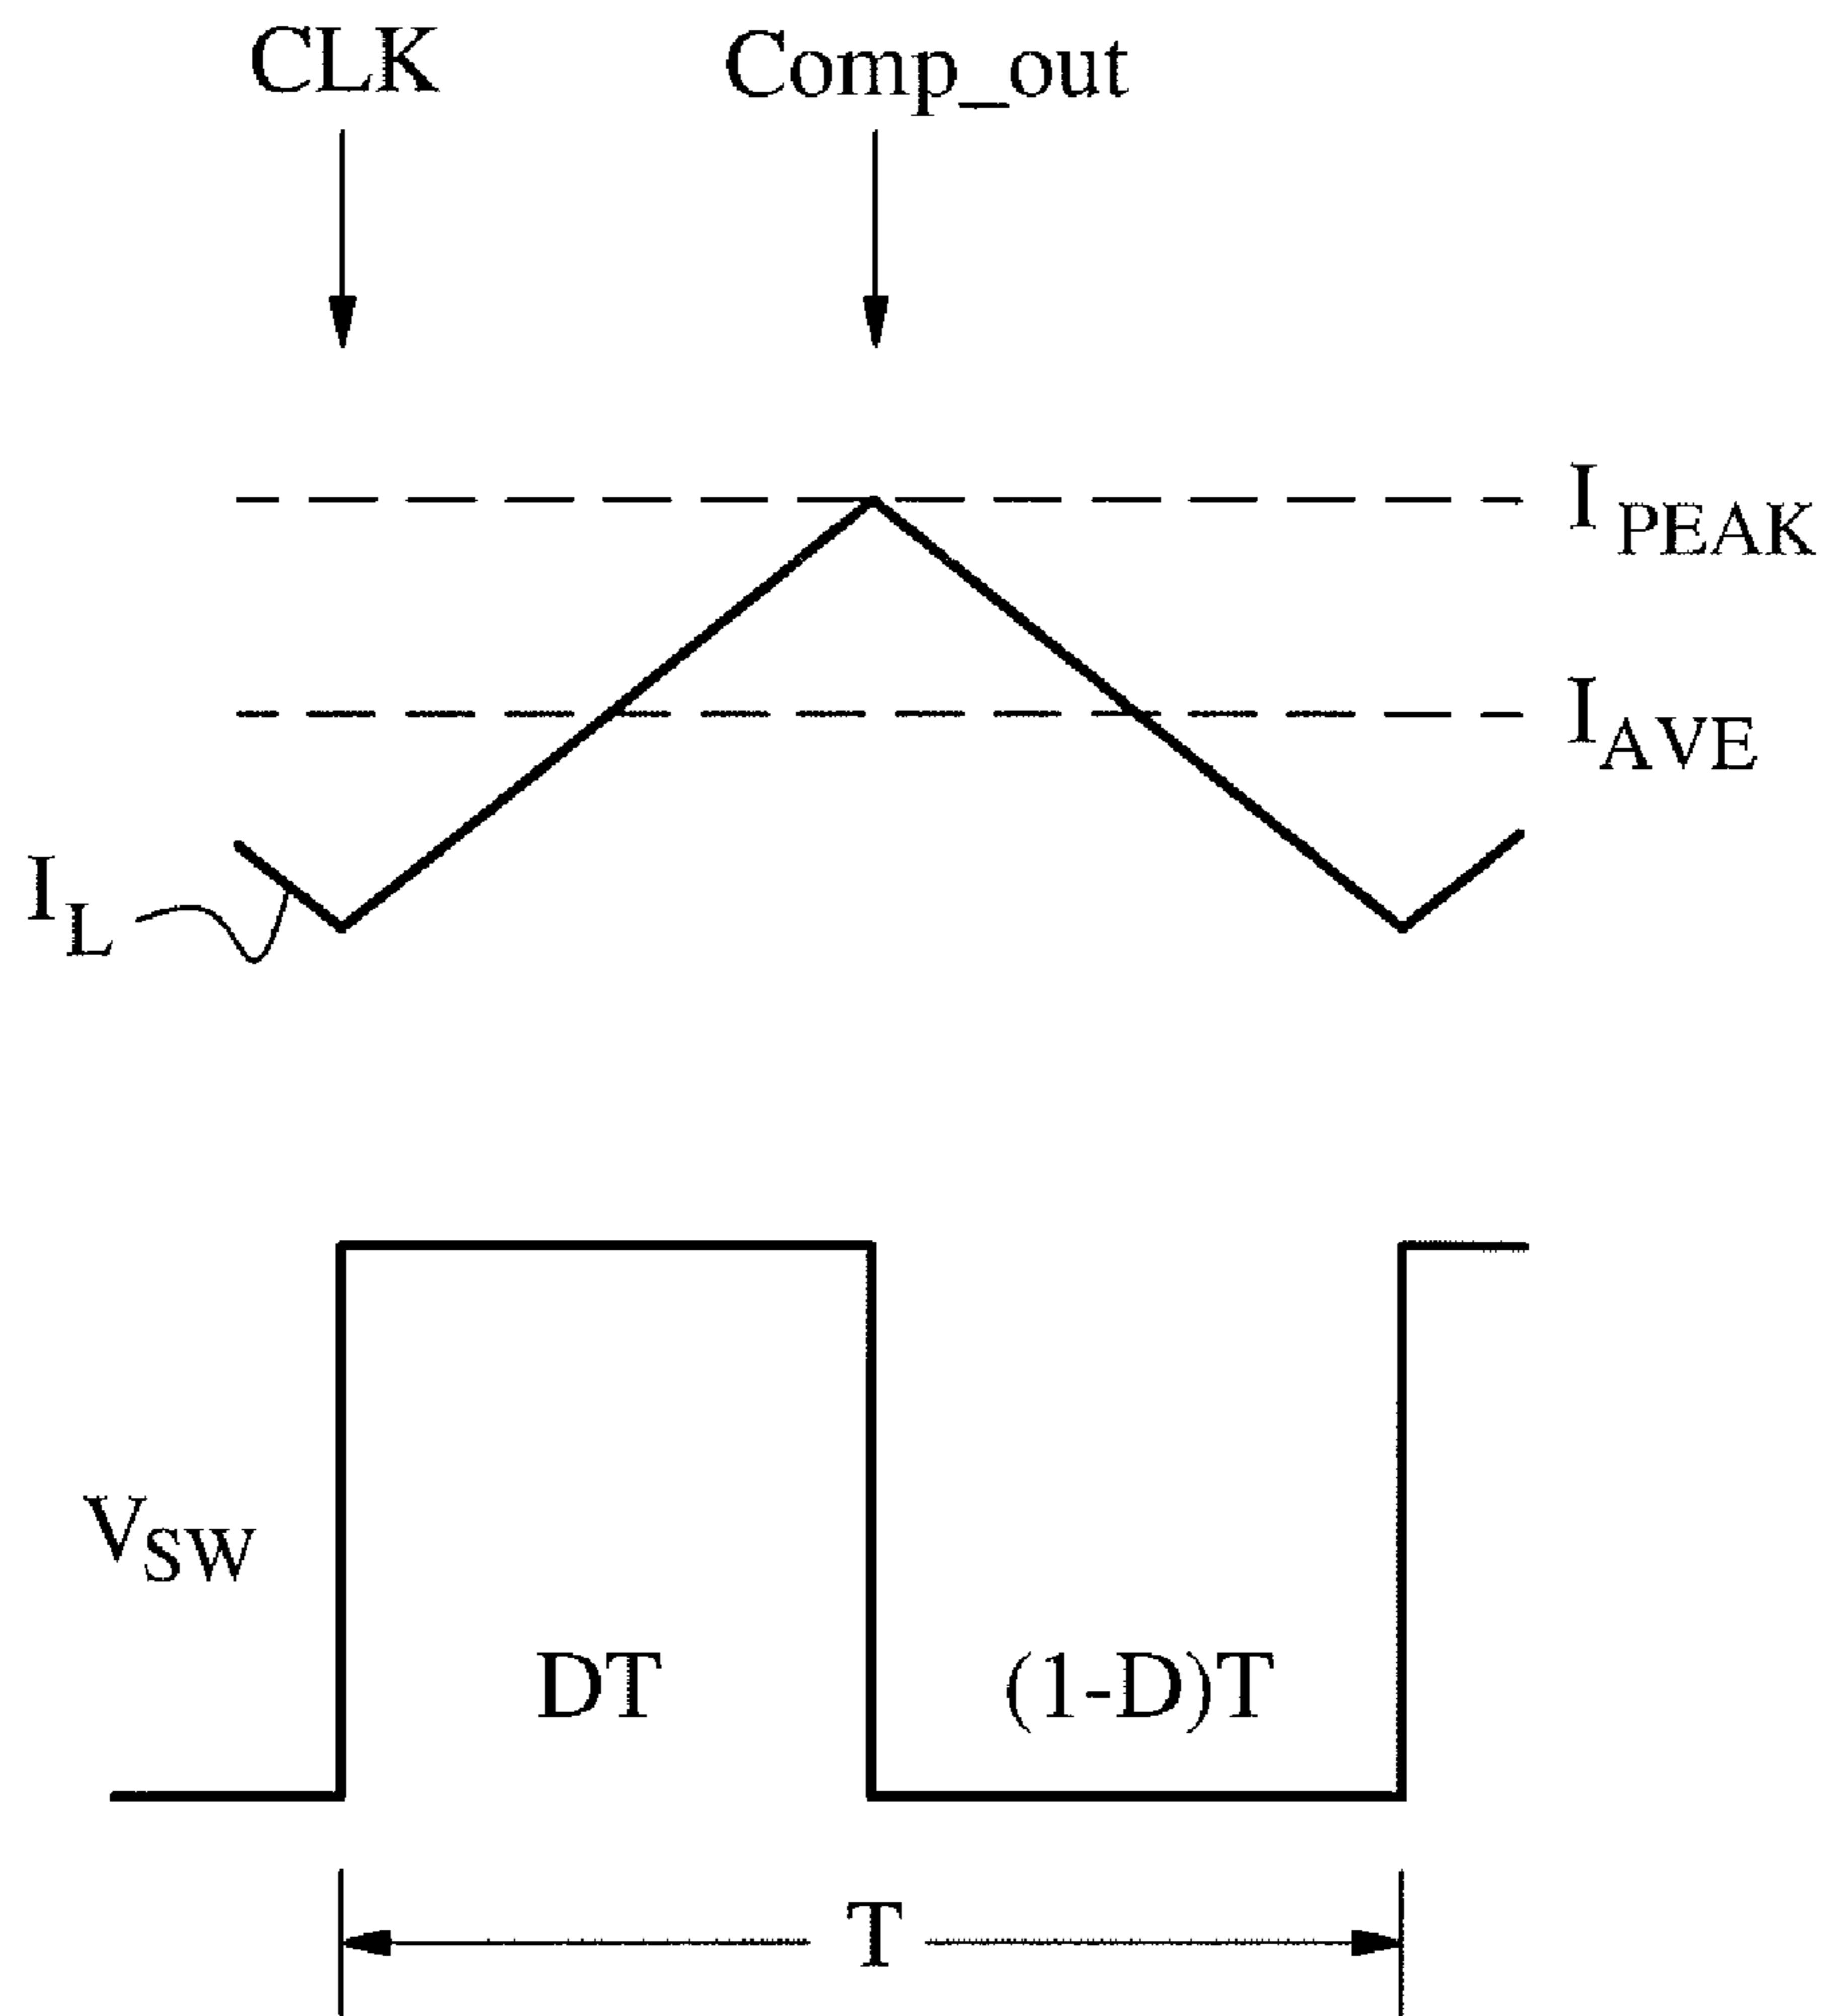 CLK
Comp_out
I PEAK
I AVE
I L
V SW
DT
(1-D)T
T